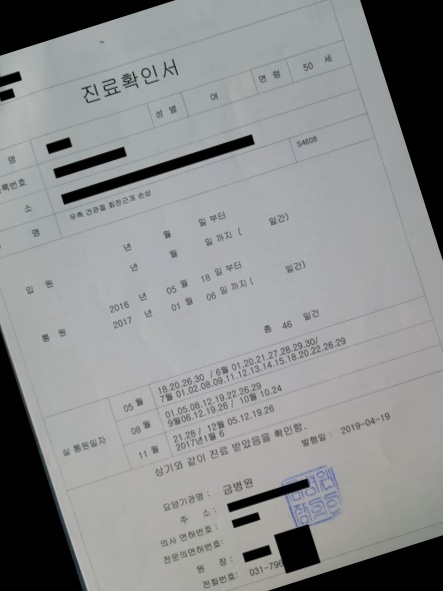 진료확인서
명 성 별 여 연 령 50 세
록번호
소
명 우측 견관절 회전근개 손상 S4608
입 원 년 월 일 부터
년 월 일 까지 ( 일간)
통 원 2016 년 05 월 18 일 부터
2017 년 01 월 06 일 까지 ( 일간)
총 46 일간
실 통원일자
05 월 18.20.26.30 / 6월 01.20.21.27.28.29.30/
7월 01.02.08.09.11.12.13.14.15.18.20.22.26.29
08 월 01.05.08.12.19.22.26.29
9월06.12.19.26 / 10월 10.24
11 월 21.28 / 12월 05.12.19.26
2017년1월 6
상기와 같이 진료 받았음을 확인함.
발행일 : 2019-04-19
요양기관명 : 금병원
주 소 :
의사 면허번호 :
전문의면허번호:
원 장 :
전화번호: 031-796